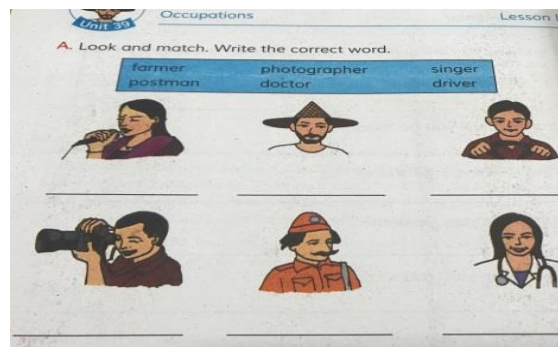 Unit 39
Occupations
Lesson
A. Look and match. Write the correct word.
farmer photographer singer
postman doctor driver